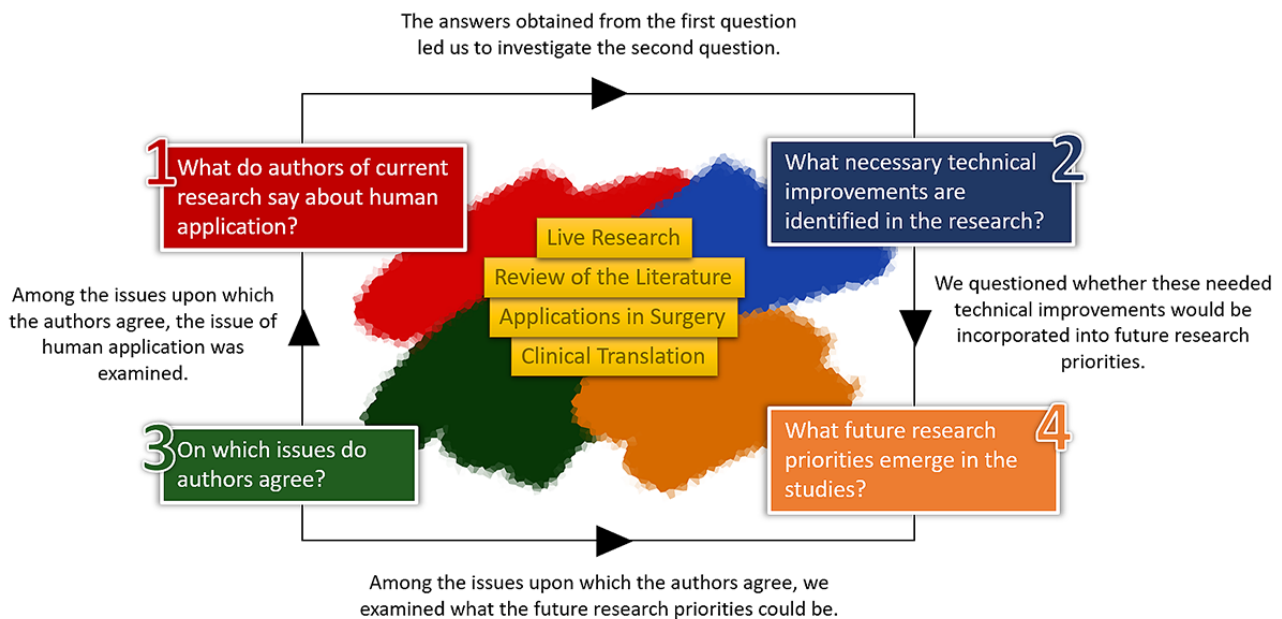 The answers obtained from the first question
led us to investigate the second question.
1
What do authors of current
research say about human
application?
2
What necessary technical
improvements are
identified in the research?
Live Research
Review of the Literature
Applications in Surgery
Clinical Translation
Among the issues upon which
the authors agree, the issue of
human application was
examined.
We questioned whether these needed
technical improvements would be
incorporated into future research
priorities.
3
On which issues do
authors agree?
4
What future research
priorities emerge in the
studies?
Among the issues upon which the authors agree, we
examined what the future research priorities could be.